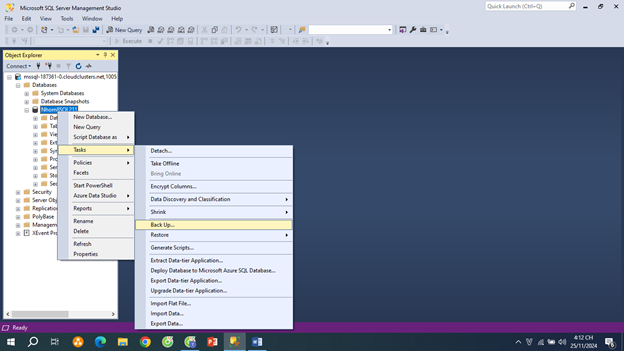 Microsoft SQL Server Management Studio
Quick Launch (Ctrl+Q)
File Edit View Tools Window Help
New Query
Execute
Object Explorer
Connect
mssql-187361-0.cloudclusters.net,1005
Databases
System Databases
Database Snapshots
NhomISQL211
Dat
Tab
Vie
Ext
Syn
Pro
Ser
Sto
Sec
Security
Server Obj
Replication
PolyBase
Manageme
XEvent Pro
New Database...
New Query
Script Database as
Tasks
Policies
Facets
Start PowerShell
Azure Data Studio
Reports
Rename
Delete
Refresh
Properties
Detach...
Take Offline
Bring Online
Encrypt Columns...
Data Discovery and Classification
Shrink
Back Up...
Restore
Generate Scripts...
Extract Data-tier Application...
Deploy Database to Microsoft Azure SQL Database...
Export Data-tier Application...
Upgrade Data-tier Application...
Import Flat File...
Import Data...
Export Data...
Ready
4:12 CH
25/11/2024